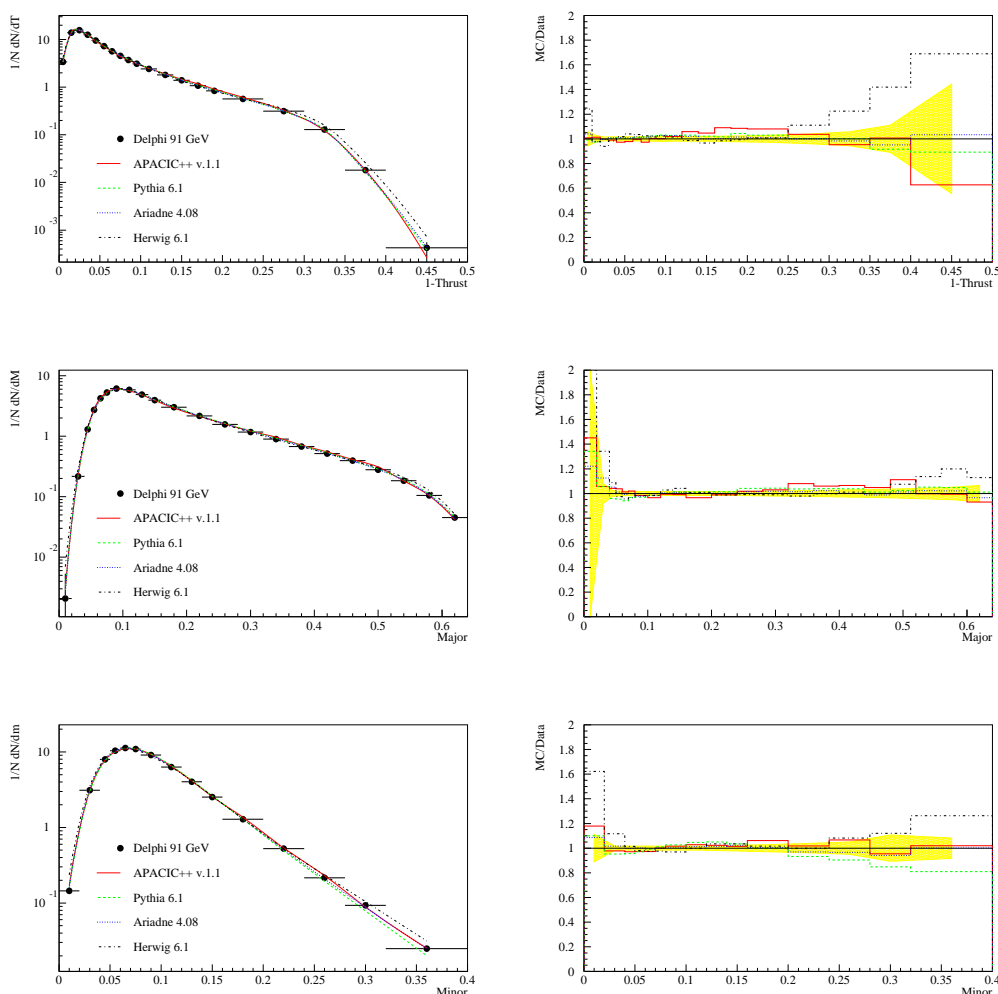 1/N dN/dT
10
1
10 -1
10 -2
10 -3
Delphi 91 GeV
APACIC++ v.1.1
Pythia 6.1
Ariadne 4.08
Herwig 6.1
0 0.05 0.1 0.15 0.2 0.25 0.3 0.35 0.4 0.45 0.5
1-Thrust
MC/Data
2
1.8
1.6
1.4
1.2
1
0.8
0.6
0.4
0.2
0
0 0.05 0.1 0.15 0.2 0.25 0.3 0.35 0.4 0.45 0.5
1-Thrust
1/N dN/dM
10
1
10 -1
10 -2
Delphi 91 GeV
APACIC++ v.1.1
Pythia 6.1
Ariadne 4.08
Herwig 6.1
0 0.1 0.2 0.3 0.4 0.5 0.6
Major
MC/Data
2
1.8
1.6
1.4
1.2
1
0.8
0.6
0.4
0.2
0
0 0.1 0.2 0.3 0.4 0.5 0.6
Major
1/N dN/dm
10
1
10 -1
Delphi 91 GeV
APACIC++ v.1.1
Pythia 6.1
Ariadne 4.08
Herwig 6.1
0 0.05 0.1 0.15 0.2 0.25 0.3 0.35 0.4
Minor
MC/Data
2
1.8
1.6
1.4
1.2
1
0.8
0.6
0.4
0.2
0
0 0.05 0.1 0.15 0.2 0.25 0.3 0.35 0.4
Minor